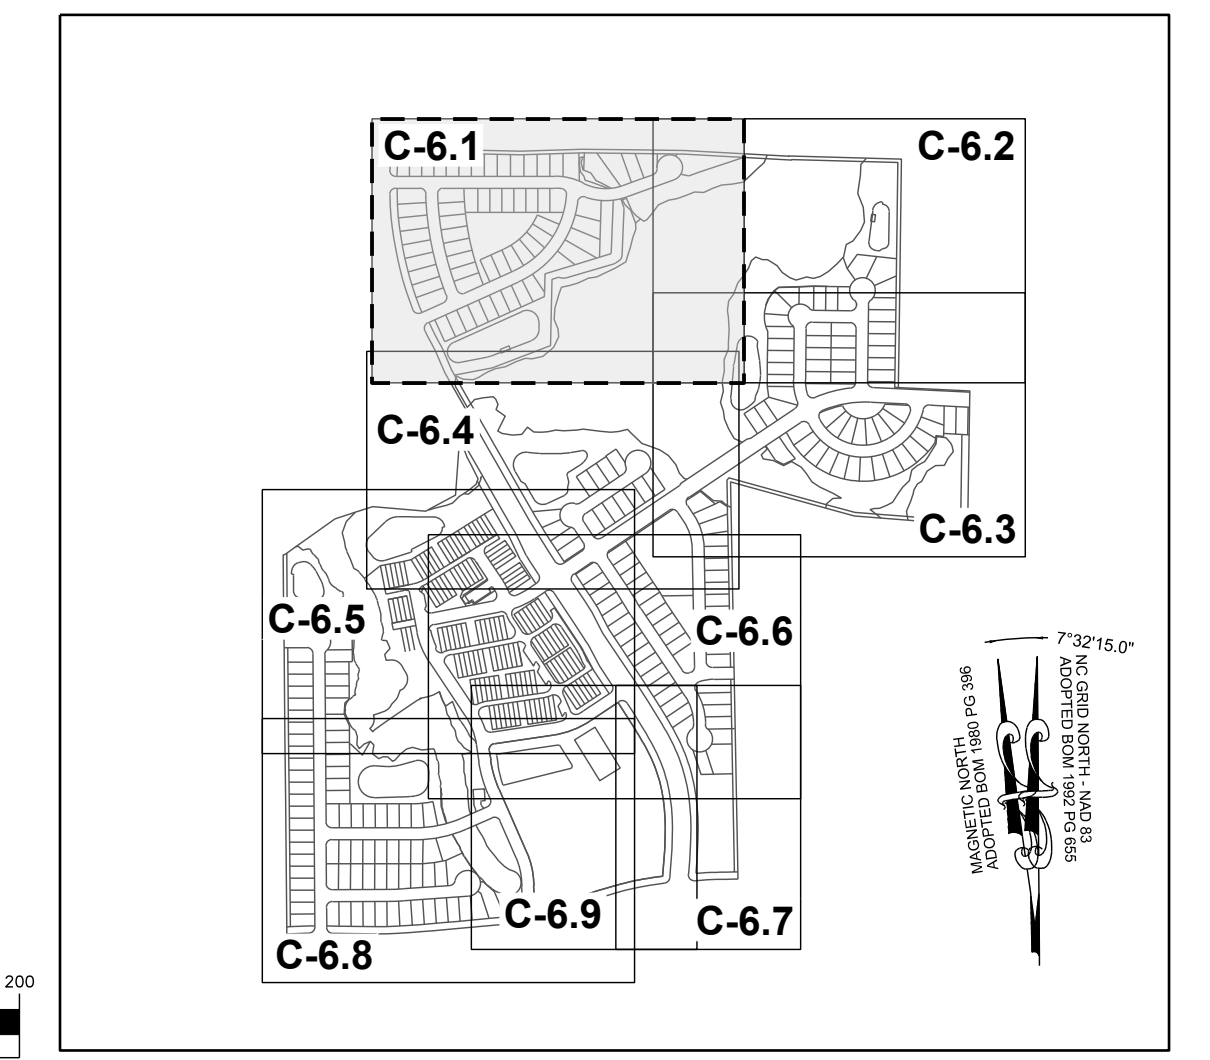 C-6.1
C-6.2
C-6.4
C-6.3
C-6.5
C-6.6
7°32'15.0"
MAGNETIC NORTH
ADOPTED BOM 1980 PG 396
NC GRID NORTH - NAD 83
ADOPTED BOM 1992 PG 655
C-6.9
C-6.7
C-6.8
200